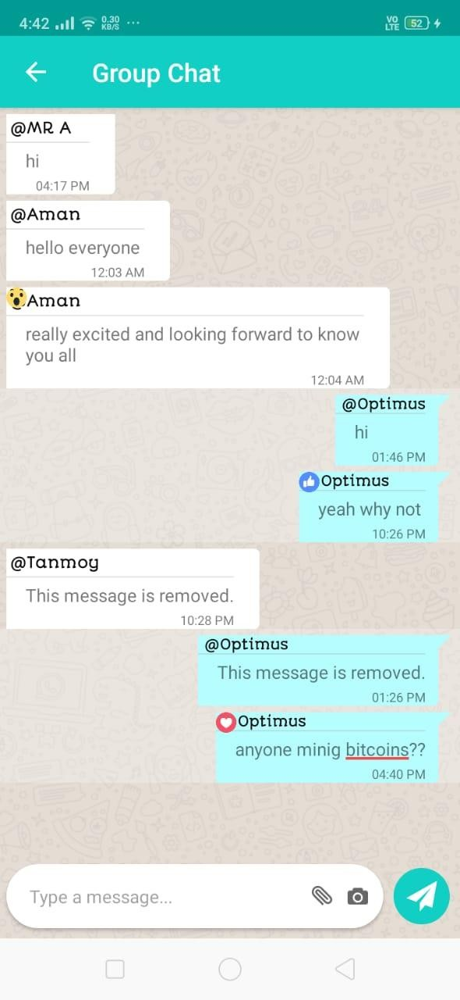 4:42 0.30 KB/S ... VO LTE 52
Group Chat
@MR A
hi
04:17 PM
@Aman
hello everyone
12:03 AM
Aman
really excited and looking forward to know
you all
12:04 AM
@Optimus
hi
01:46 PM
Optimus
yeah why not
10:26 PM
@Tanmoy
This message is removed.
10:28 PM
@Optimus
This message is removed.
01:26 PM
Optimus
anyone minig bitcoins??
04:40 PM
Type a message...